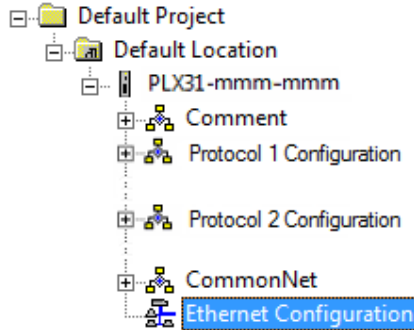 Default Project
Default Location
PLX31-mmm-mmm
Comment
Protocol 1 Configuration
Protocol 2 Configuration
CommonNet
Ethernet Configuration